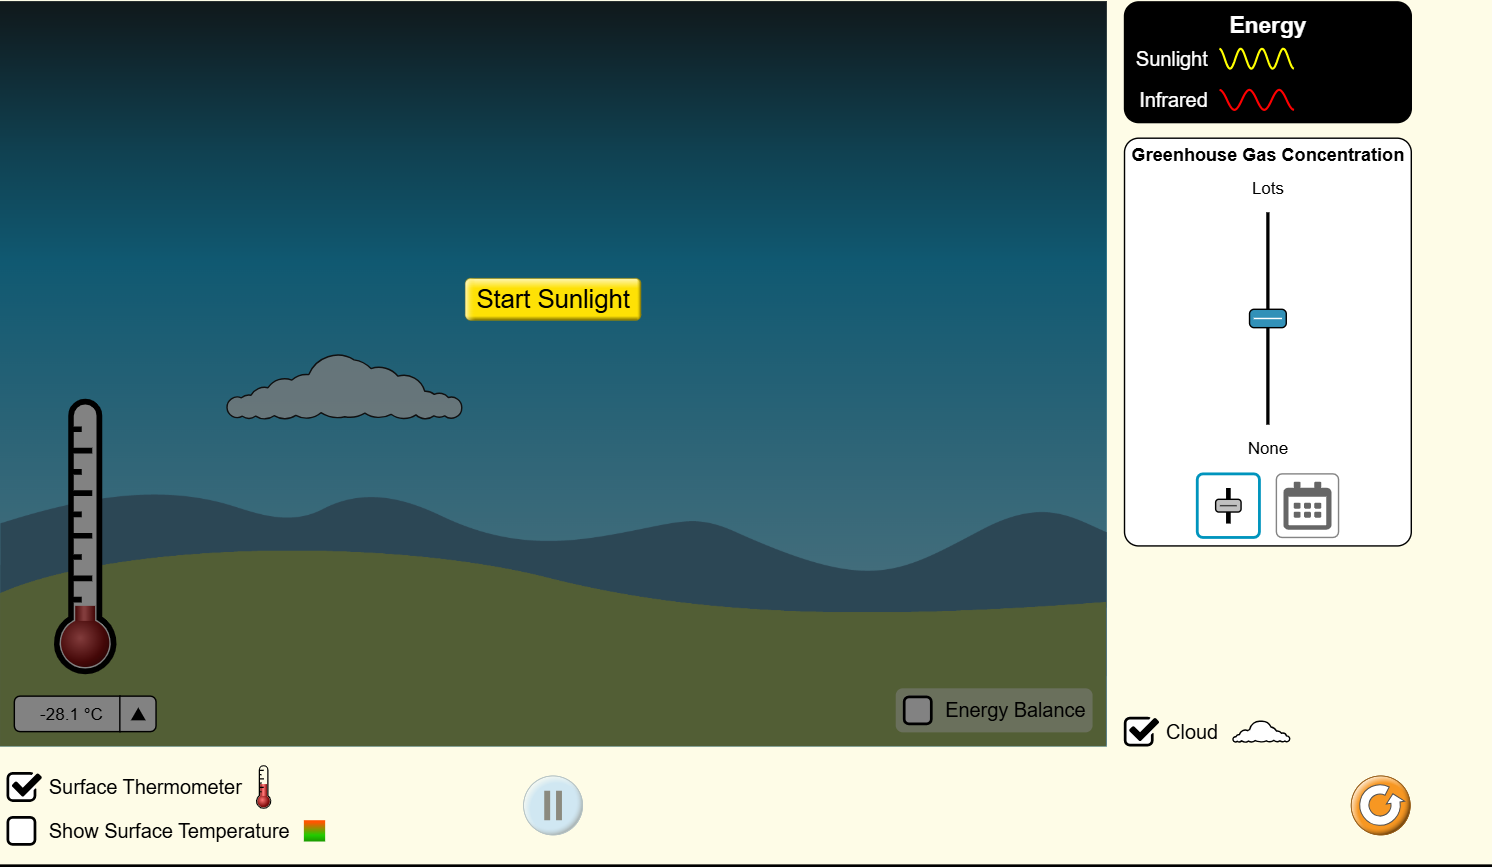 Energy
Sunlight
Infrared
Greenhouse Gas Concentration
Lots
Start Sunlight
None
-28.1 °C
Energy Balance
Cloud
Surface Thermometer
Show Surface Temperature